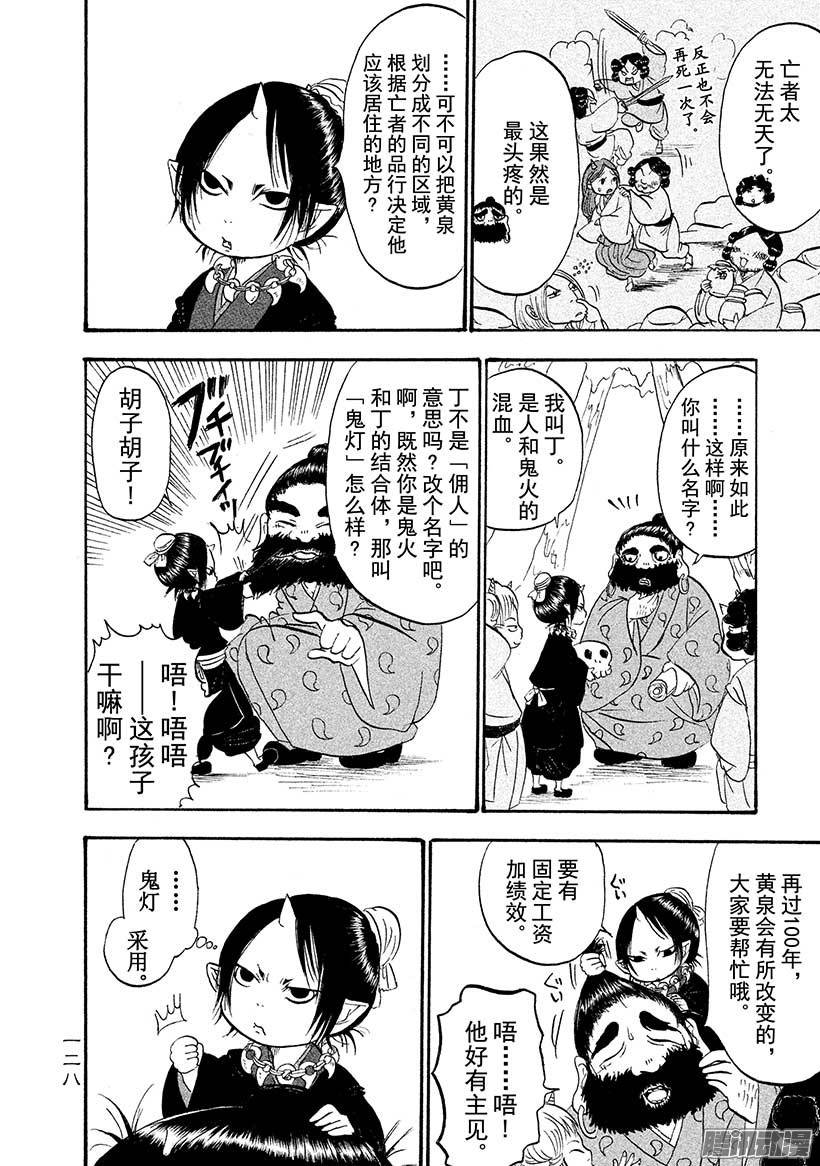 亡者太
无法无天了。
反正也不会
再死一次了。
这果然是
最头疼的。
……可不可以把黄泉
划分成不同的区域，
根据亡者的品行决定他
应该居住的地方？
……原来如此
……这样啊……
你叫什么名字？
我叫丁。
是人和鬼火的
混血。
丁不是「佣人」的
意思吗？改个名字吧。
啊，既然你是鬼火
和丁的结合体，那叫
「鬼灯」怎么样？
ブチブチィッ
胡子胡子！
唔！唔唔
——这孩子
干嘛啊？
再过100年，
黄泉会有所改变的，
大家要帮忙哦。
ぐい
要有
固定工资
加绩效。
ぐいっ
唔……唔！
他好有主见。
……
鬼灯
采用。
一二八
腾讯动漫